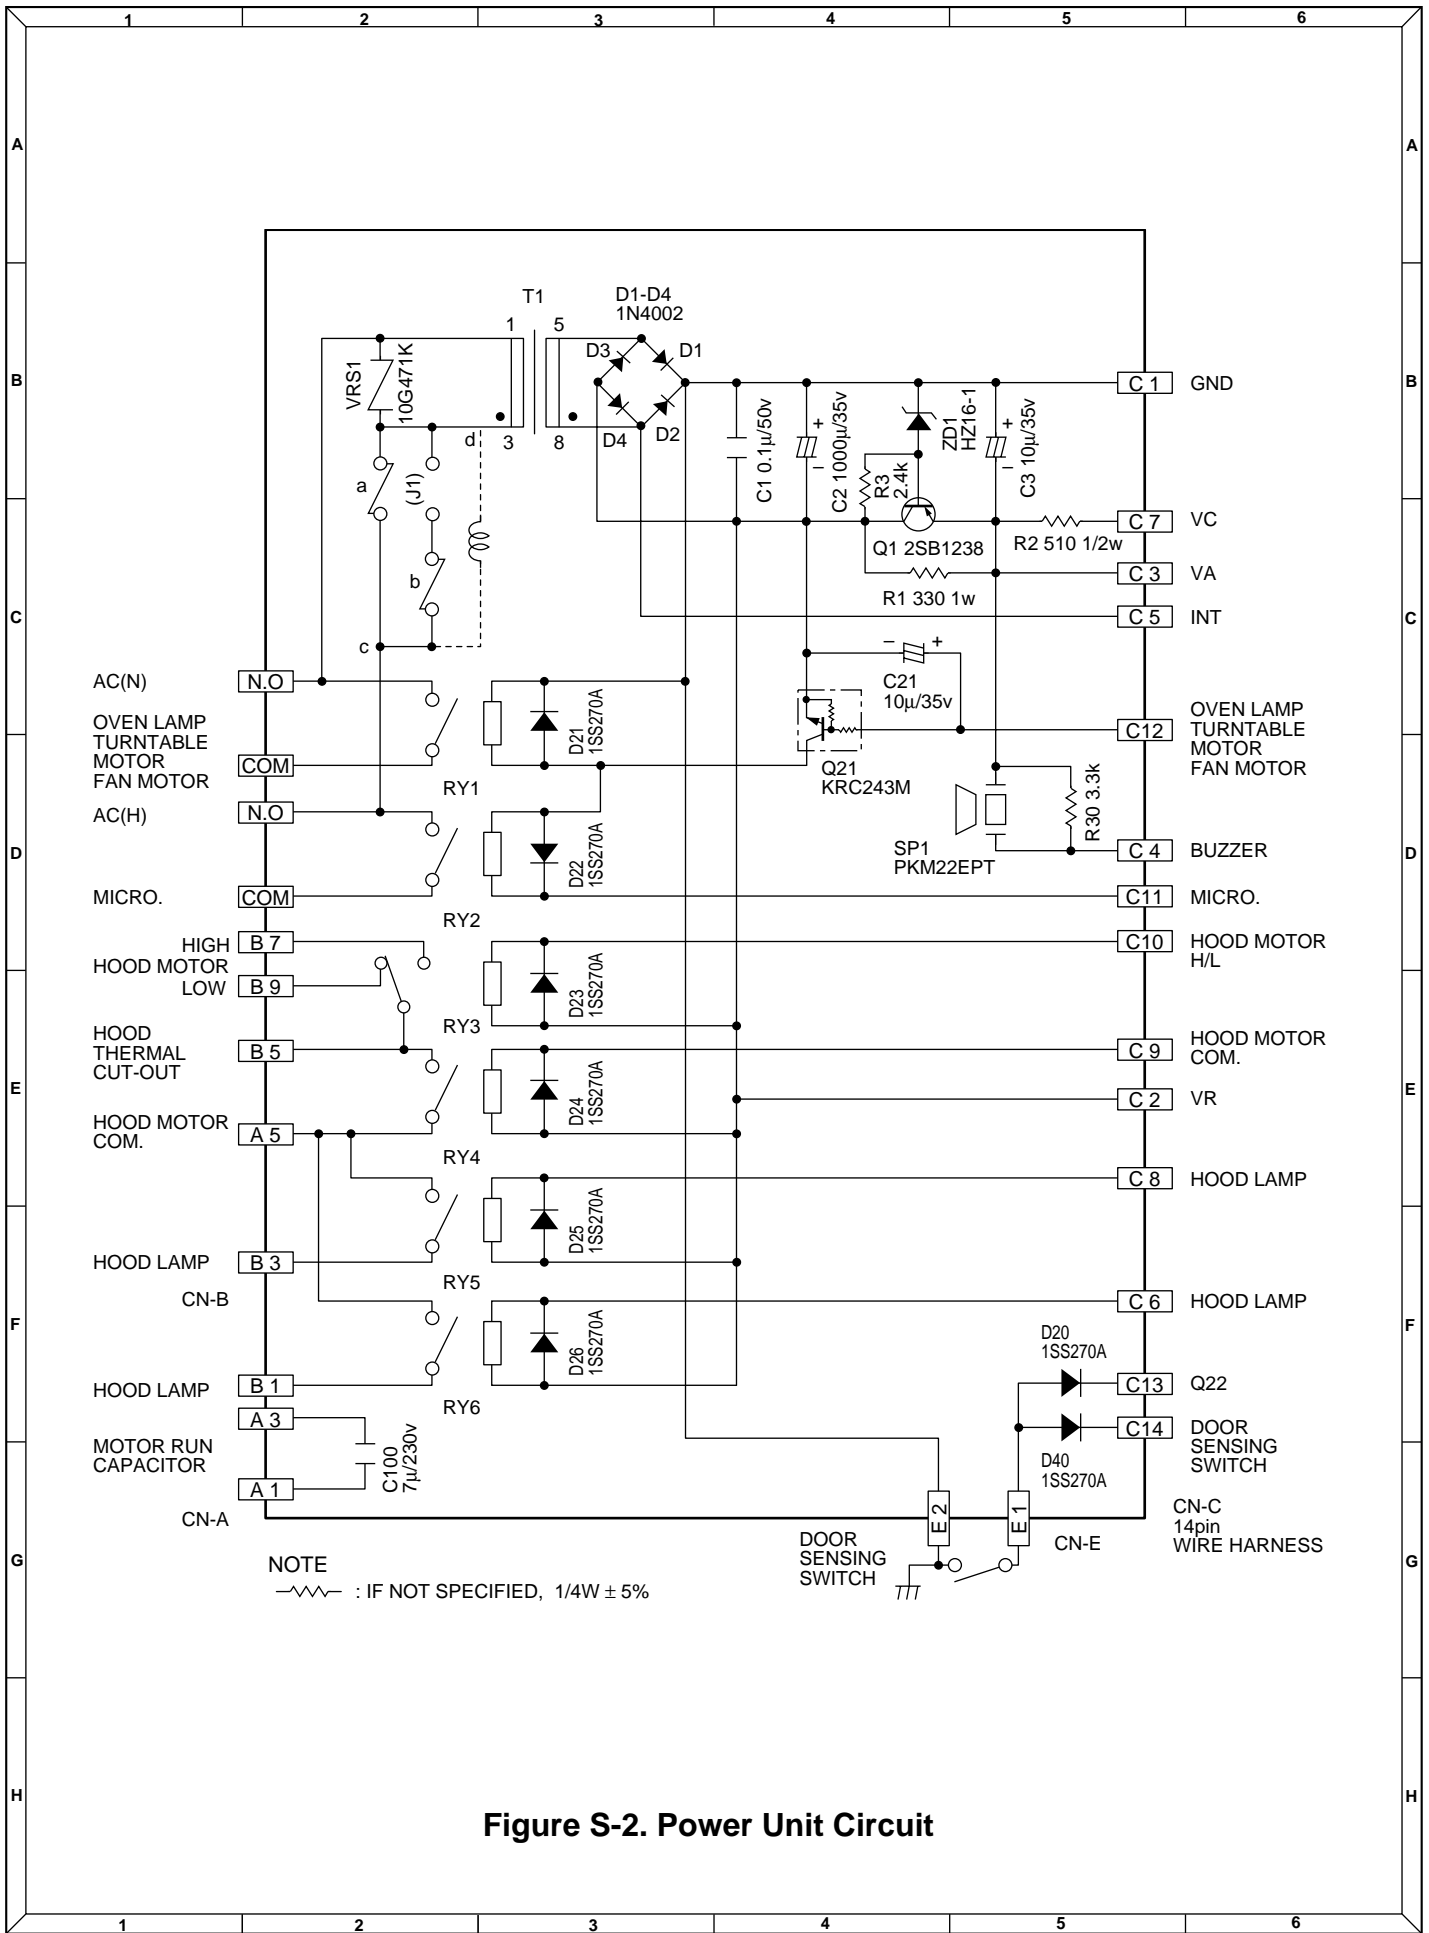 1 2 3 4 5 6
A A
T1
D1-D4
1N4002
1 5
D3 D1
B B
VRS1
10G471K
C 1 GND
C1 0.1μ/50v
+
–
C2 1000μ/35v
ZD1
HZ16-1
+
–
C3 10μ/35v
d 3 8 D4 D2
R3
2.4k
a
(J1)
C 7 VC
Q1 2SB1238
R2 510 1/2w
b
C 3 VA
R1 330 1w
C C
C 5 INT
c
– +
C21
10μ/35v
AC(N) N.O
D21
1SS270A
OVEN LAMP
TURNTABLE
MOTOR
FAN MOTOR
COM
RY1
Q21
KRC243M
C12
OVEN LAMP
TURNTABLE
MOTOR
FAN MOTOR
AC(H) N.O
D22
1SS270A
SP1
PKM22EPT
R30 3.3k
D D
C 4 BUZZER
MICRO. COM
RY2
C11 MICRO.
HIGH B 7
HOOD MOTOR
LOW B 9
D23
1SS270A
C10 HOOD MOTOR
H/L
RY3
HOOD
THERMAL
CUT-OUT
B 5
C 9 HOOD MOTOR
COM.
E E
D24
1SS270A
C 2 VR
HOOD MOTOR
COM.
A 5
RY4
C 8 HOOD LAMP
D25
1SS270A
HOOD LAMP B 3
RY5
CN-B
C 6 HOOD LAMP
F F
D26
1SS270A
D20
1SS270A
HOOD LAMP B 1
RY6
C13 Q22
A 3
C14 DOOR
SENSING
SWITCH
MOTOR RUN
CAPACITOR
C100
7μ/230v
D40
1SS270A
A 1
CN-A
E 2
E 1
CN-E
CN-C
14pin
WIRE HARNESS
DOOR
SENSING
SWITCH
G G
NOTE
: IF NOT SPECIFIED, 1/4W ± 5%
H H
Figure S-2. Power Unit Circuit
1 2 3 4 5 6